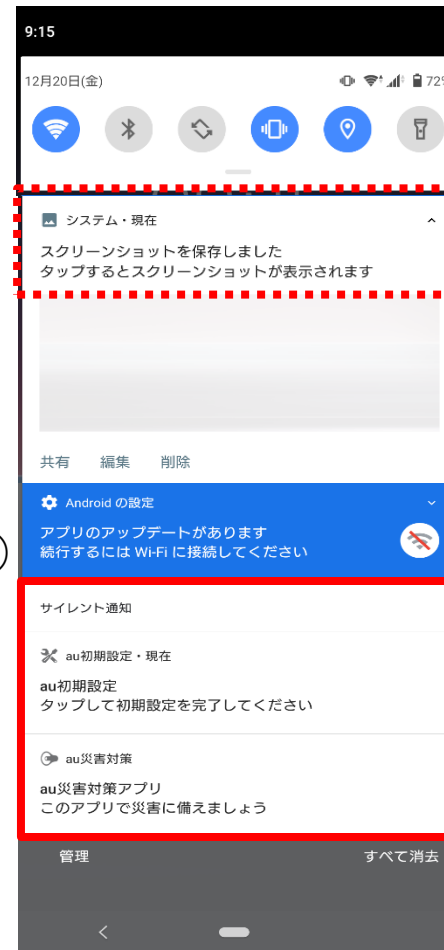 9:15
12月20日(金)
72%
システム・現在
スクリーンショットを保存しました
タップするとスクリーンショットが表示されます
共有 編集 削除
Android の設定
アプリのアップデートがあります
続行するには Wi-Fi に接続してください
サイレント通知
au初期設定・現在
au初期設定
タップして初期設定を完了してください
au災害対策
au災害対策アプリ
このアプリで災害に備えましょう
管理 すべて消去